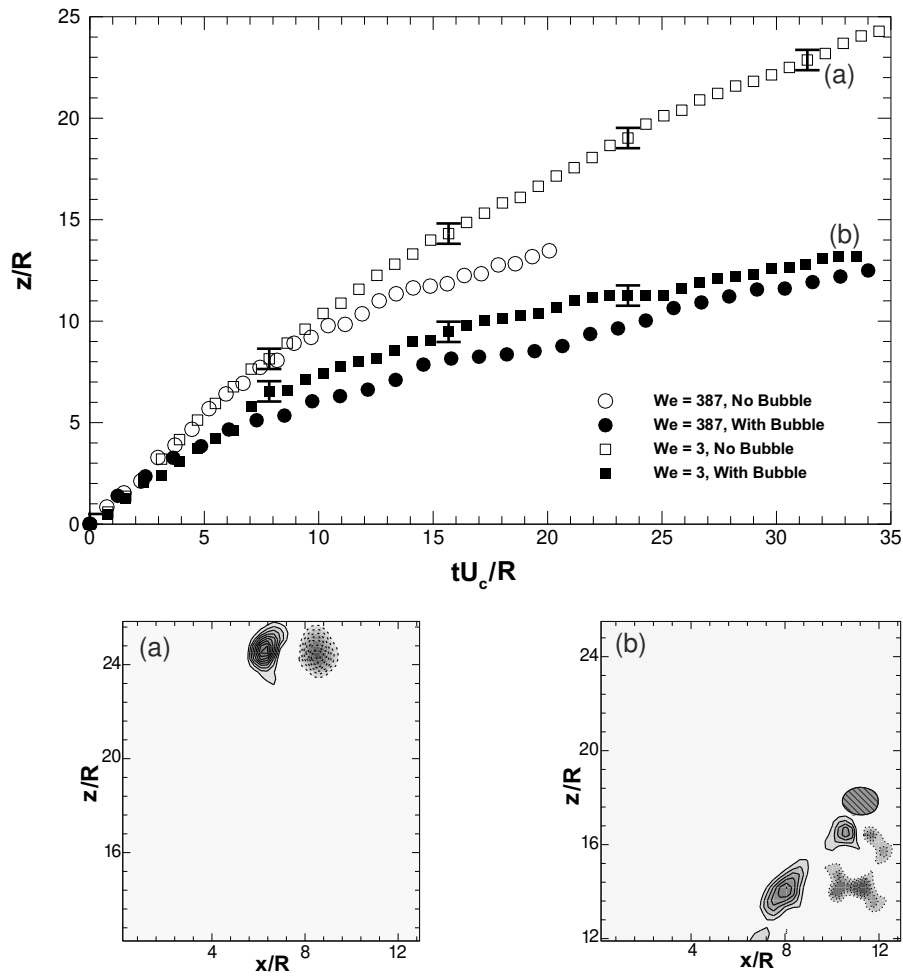 25
20
15
10
5
0
z/R
(a)
(b)
We = 387, No Bubble
We = 387, With Bubble
We = 3, No Bubble
We = 3, With Bubble
0 5 10 15 20 25 30 35
tU_c/R
(a)
24
20
16
z/R
4 8 12
x/R
(b)
24
20
16
12
z/R
4 8 12
x/R